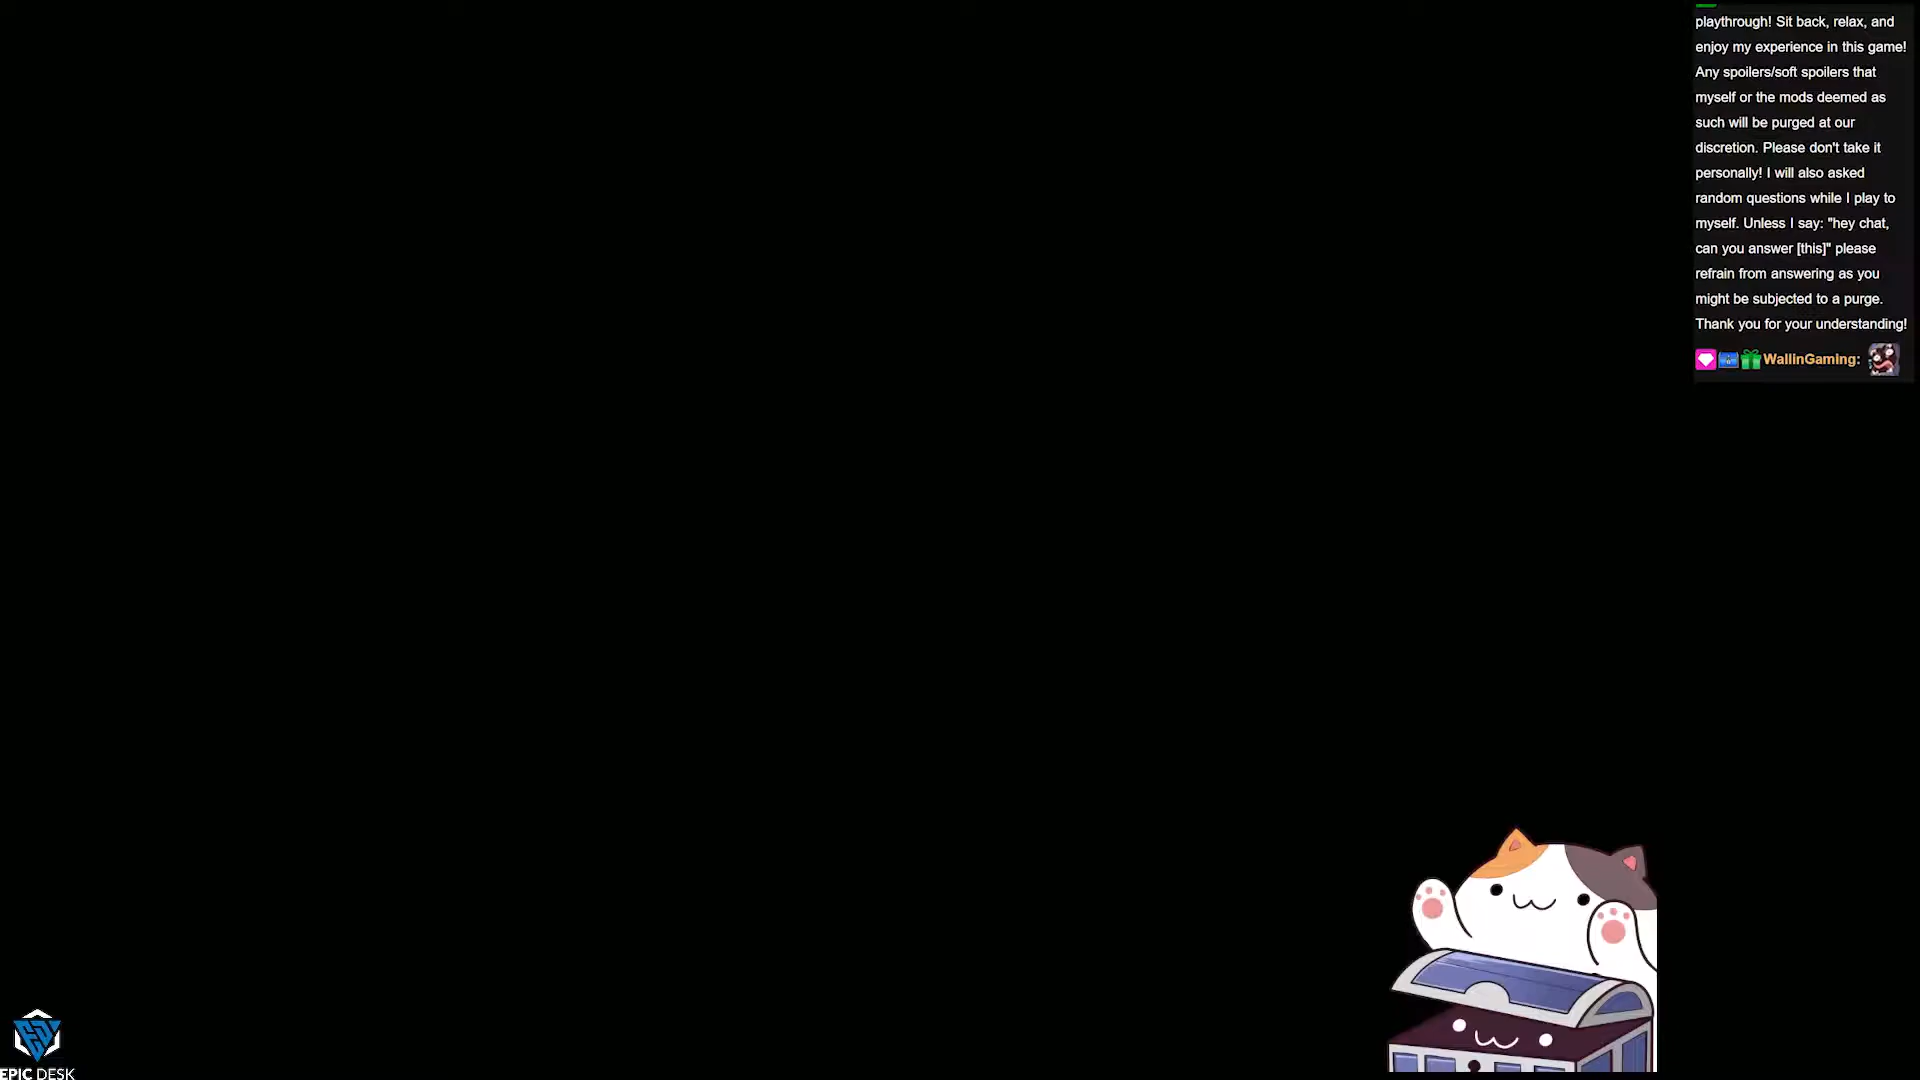 playthrough! Sit back, relax, and
enjoy my experience in this game!
Any spoilers/soft spoilers that
myself or the mods deemed as
such will be purged at our
discretion. Please don't take it
personally! I will also asked
random questions while I play to
myself. Unless I say: "hey chat,
can you answer [this]" please
refrain from answering as you
might be subjected to a purge.
Thank you for your understanding!
WallinGaming:
EPIC DESK